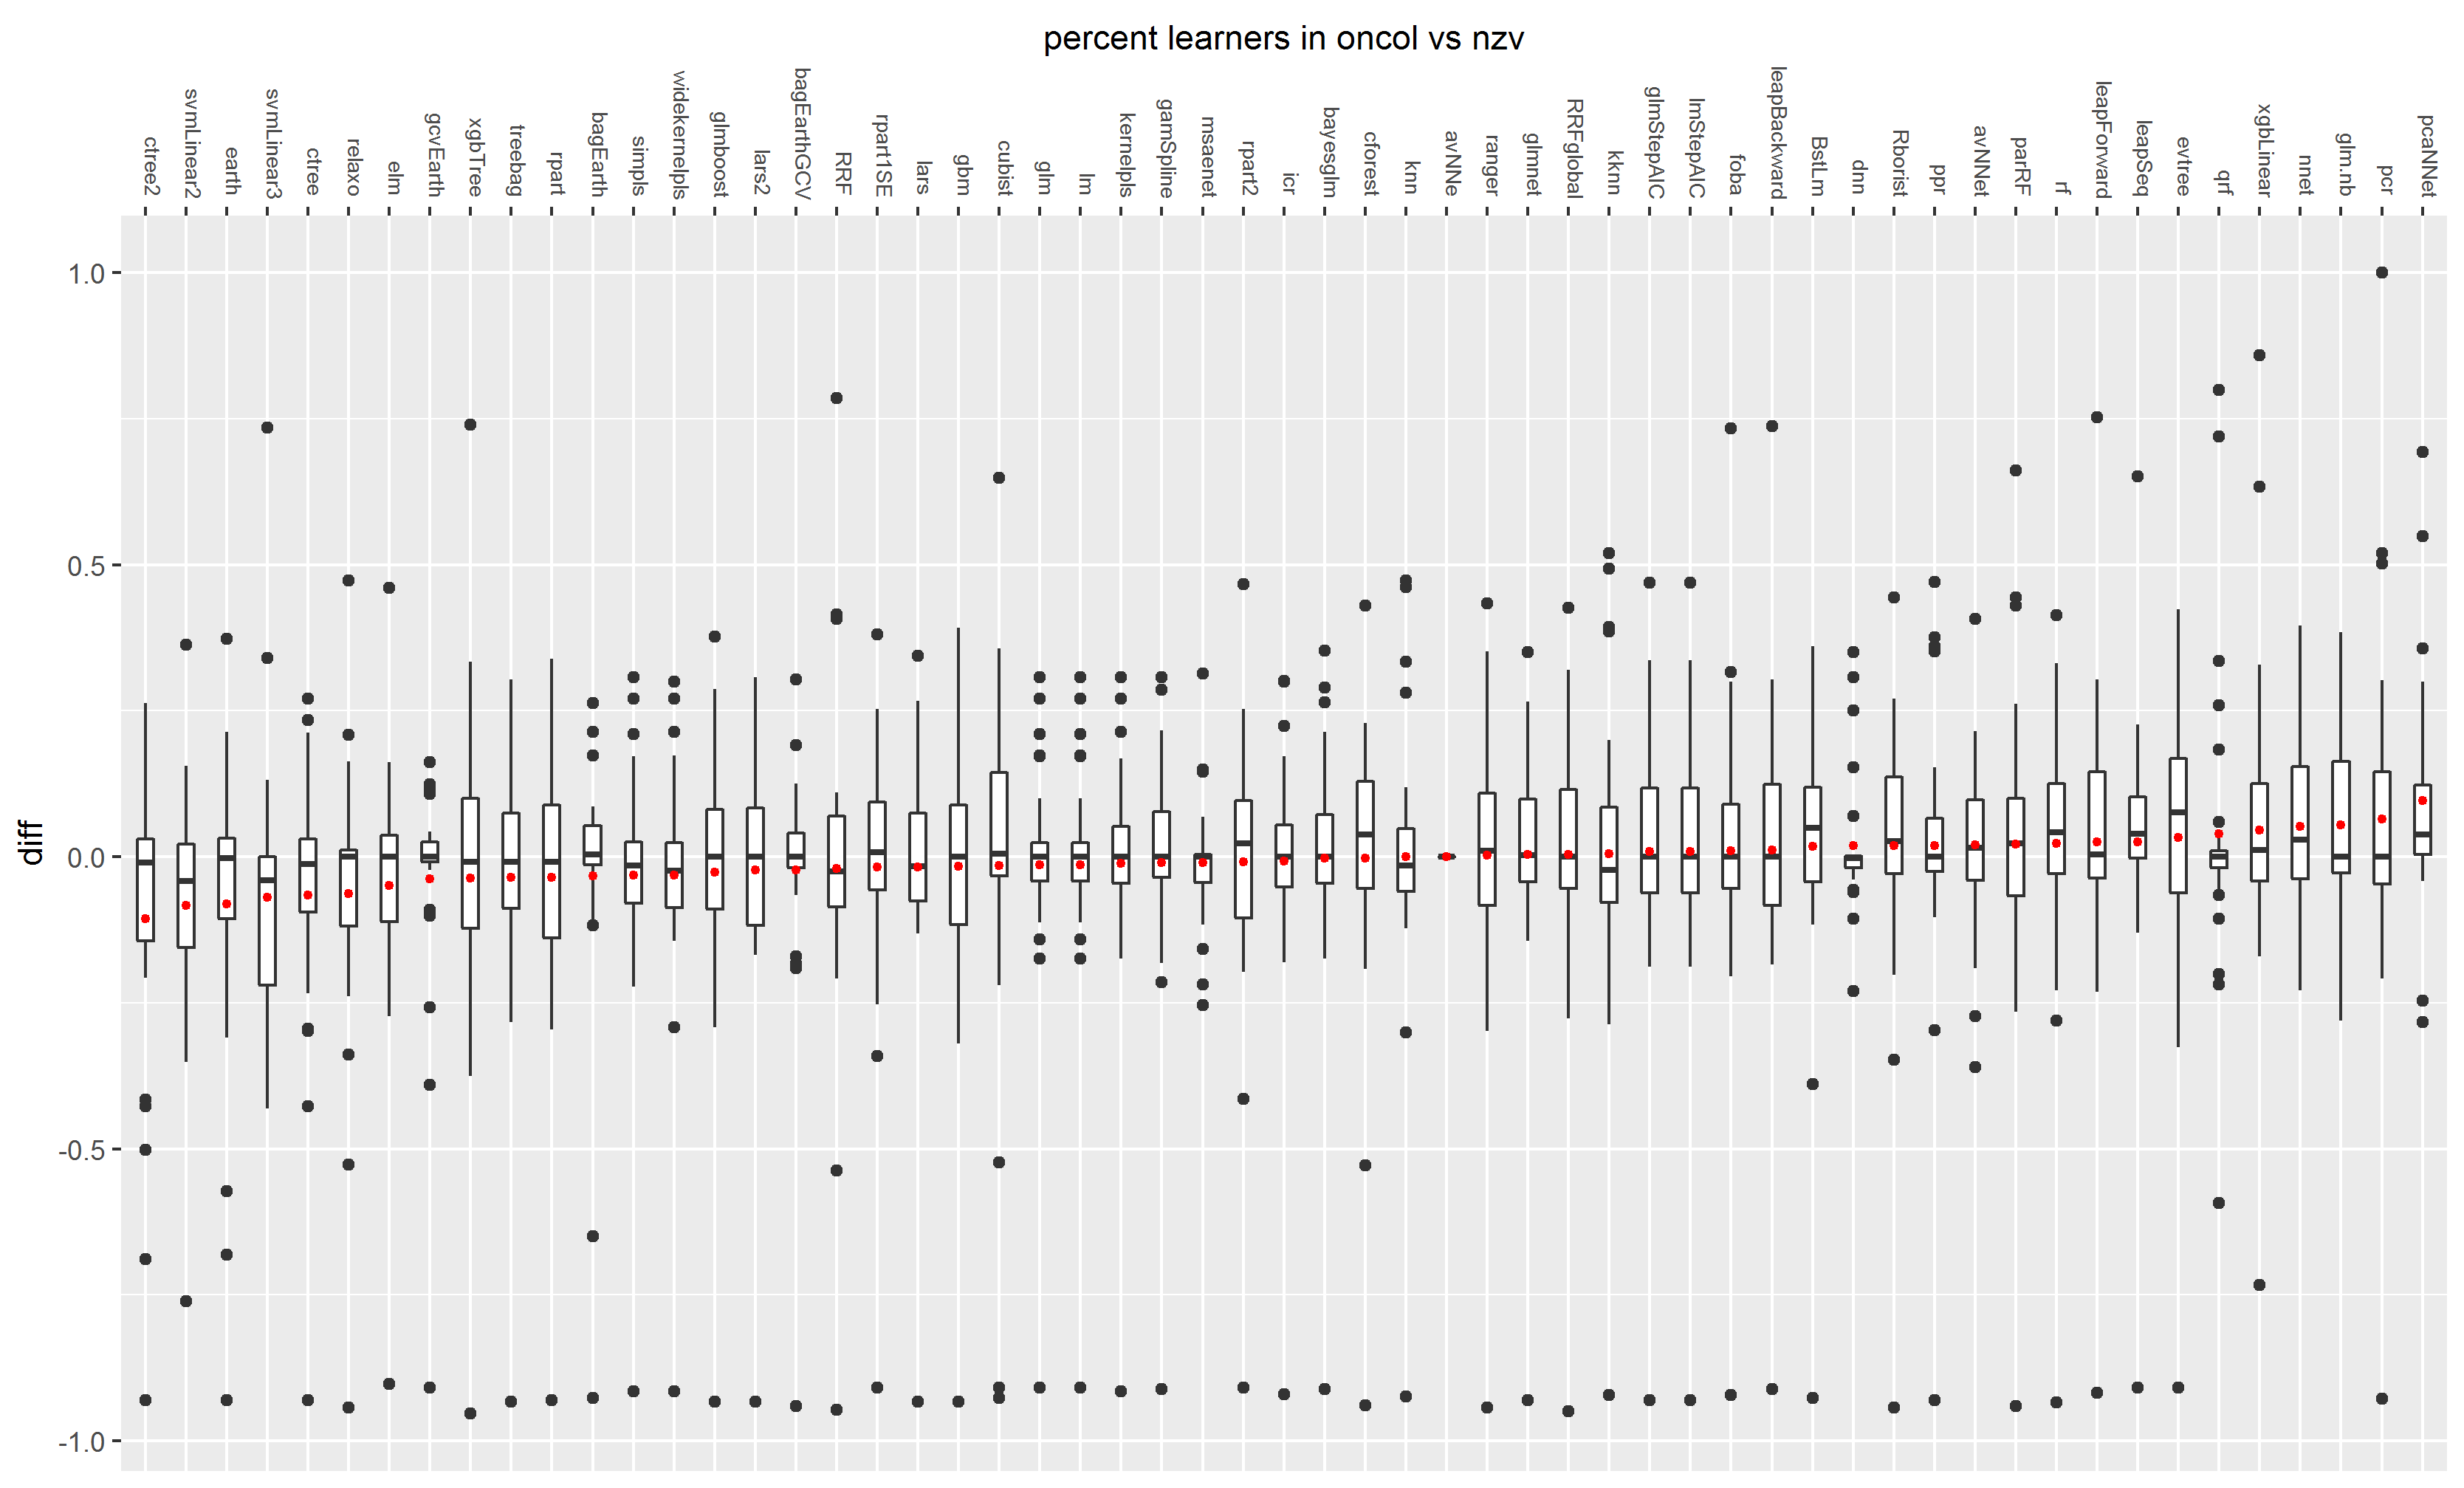 percent learners in oncol vs nzv
ctree2
svmLinear2
earth
svmLinear3
ctree
relaxo
elm
gcvEarth
xgbTree
treebag
rpart
bagEarth
simpls
widekernelpls
glmboost
lars2
bagEarthGCV
RRF
rpart1SE
lars
gbm
cubist
glm
lm
kernelpls
gamSpline
msaenet
rpart2
icr
bayesglm
cforest
knn
avNNe
ranger
glmnet
RRFglobal
kknn
glmStepAIC
lmStepAIC
foba
leapBackward
BstLm
dnn
Rborist
ppr
avNNet
parRF
rf
leapForward
leapSeq
evtree
qrf
xgbLinear
nnet
glm.nb
pcr
pcaNNet
1.0
0.5
0.0
-0.5
-1.0
diff